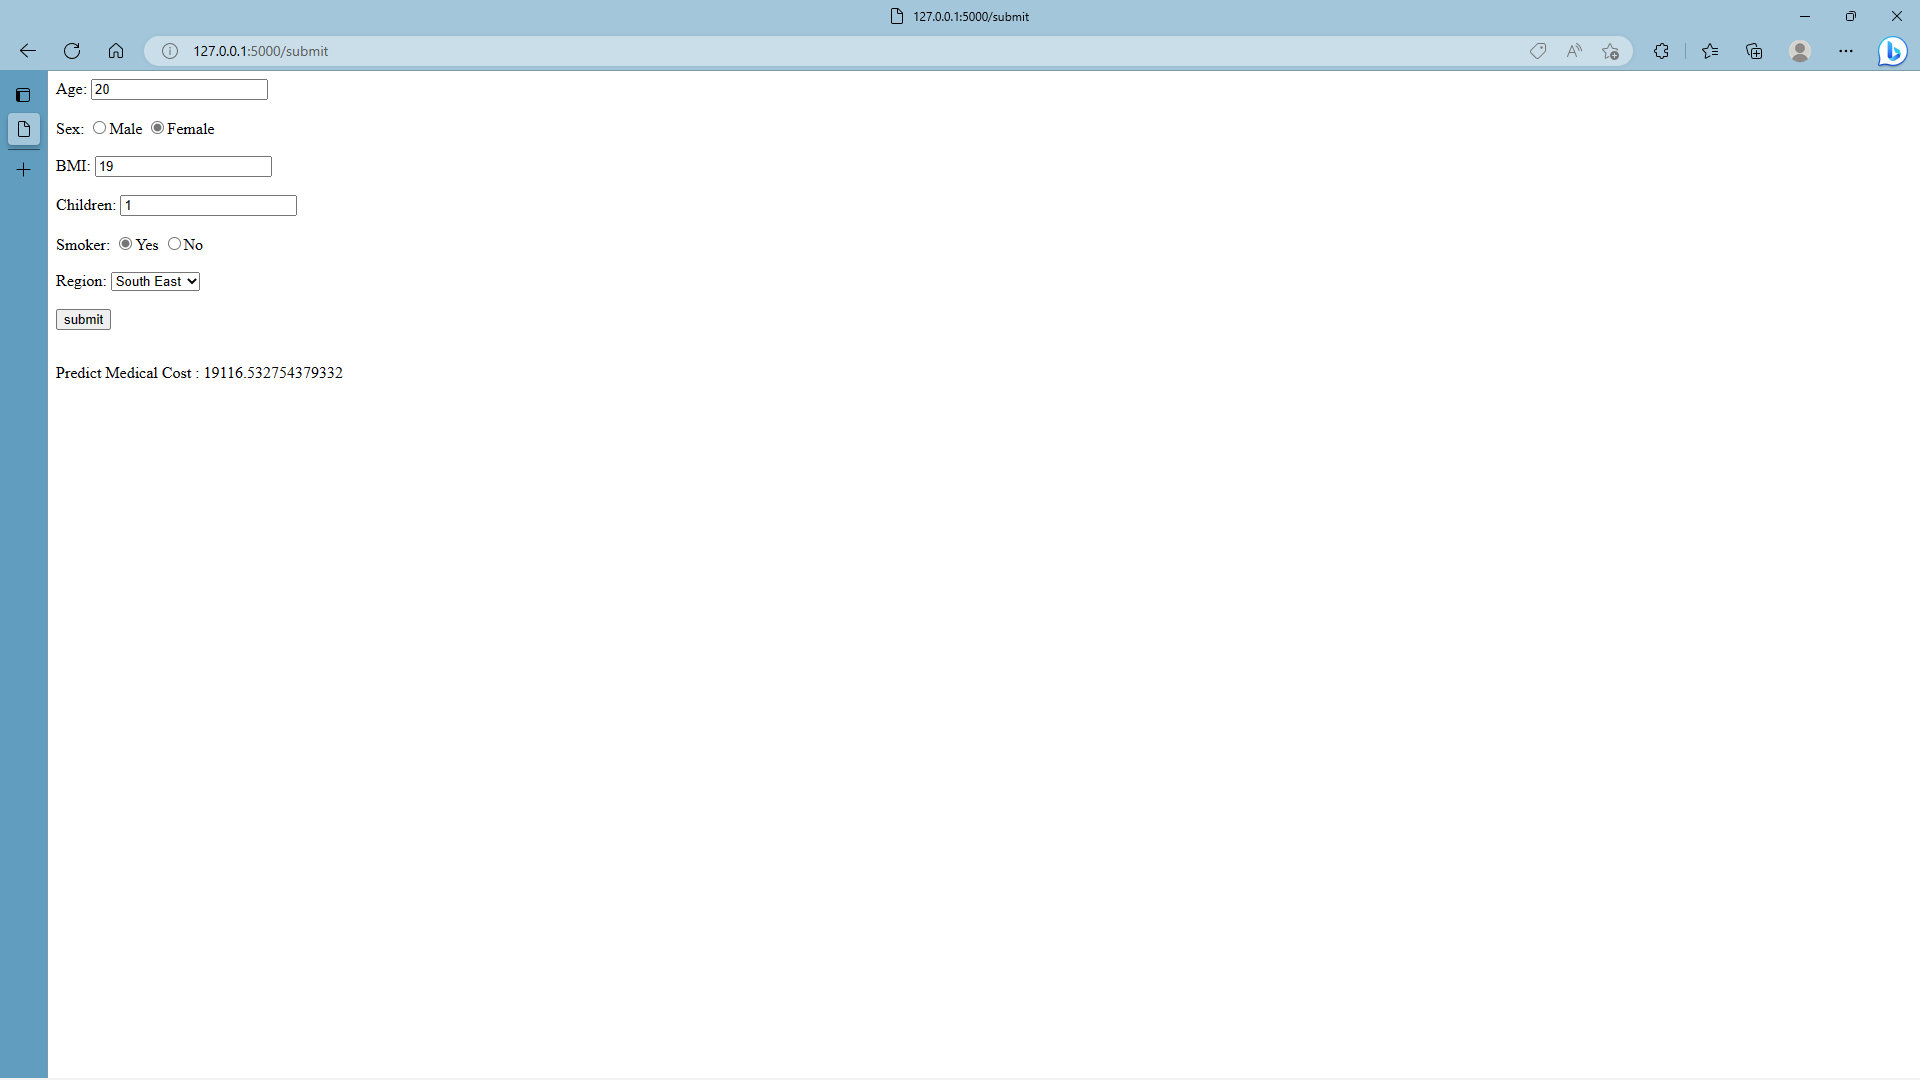 127.0.0.1:5000/submit
127.0.0.1:5000/submit
Age: 20
Sex: Male Female
BMI: 19
Children: 1
Smoker: Yes No
Region: South East
submit
Predict Medical Cost : 19116.532754379332